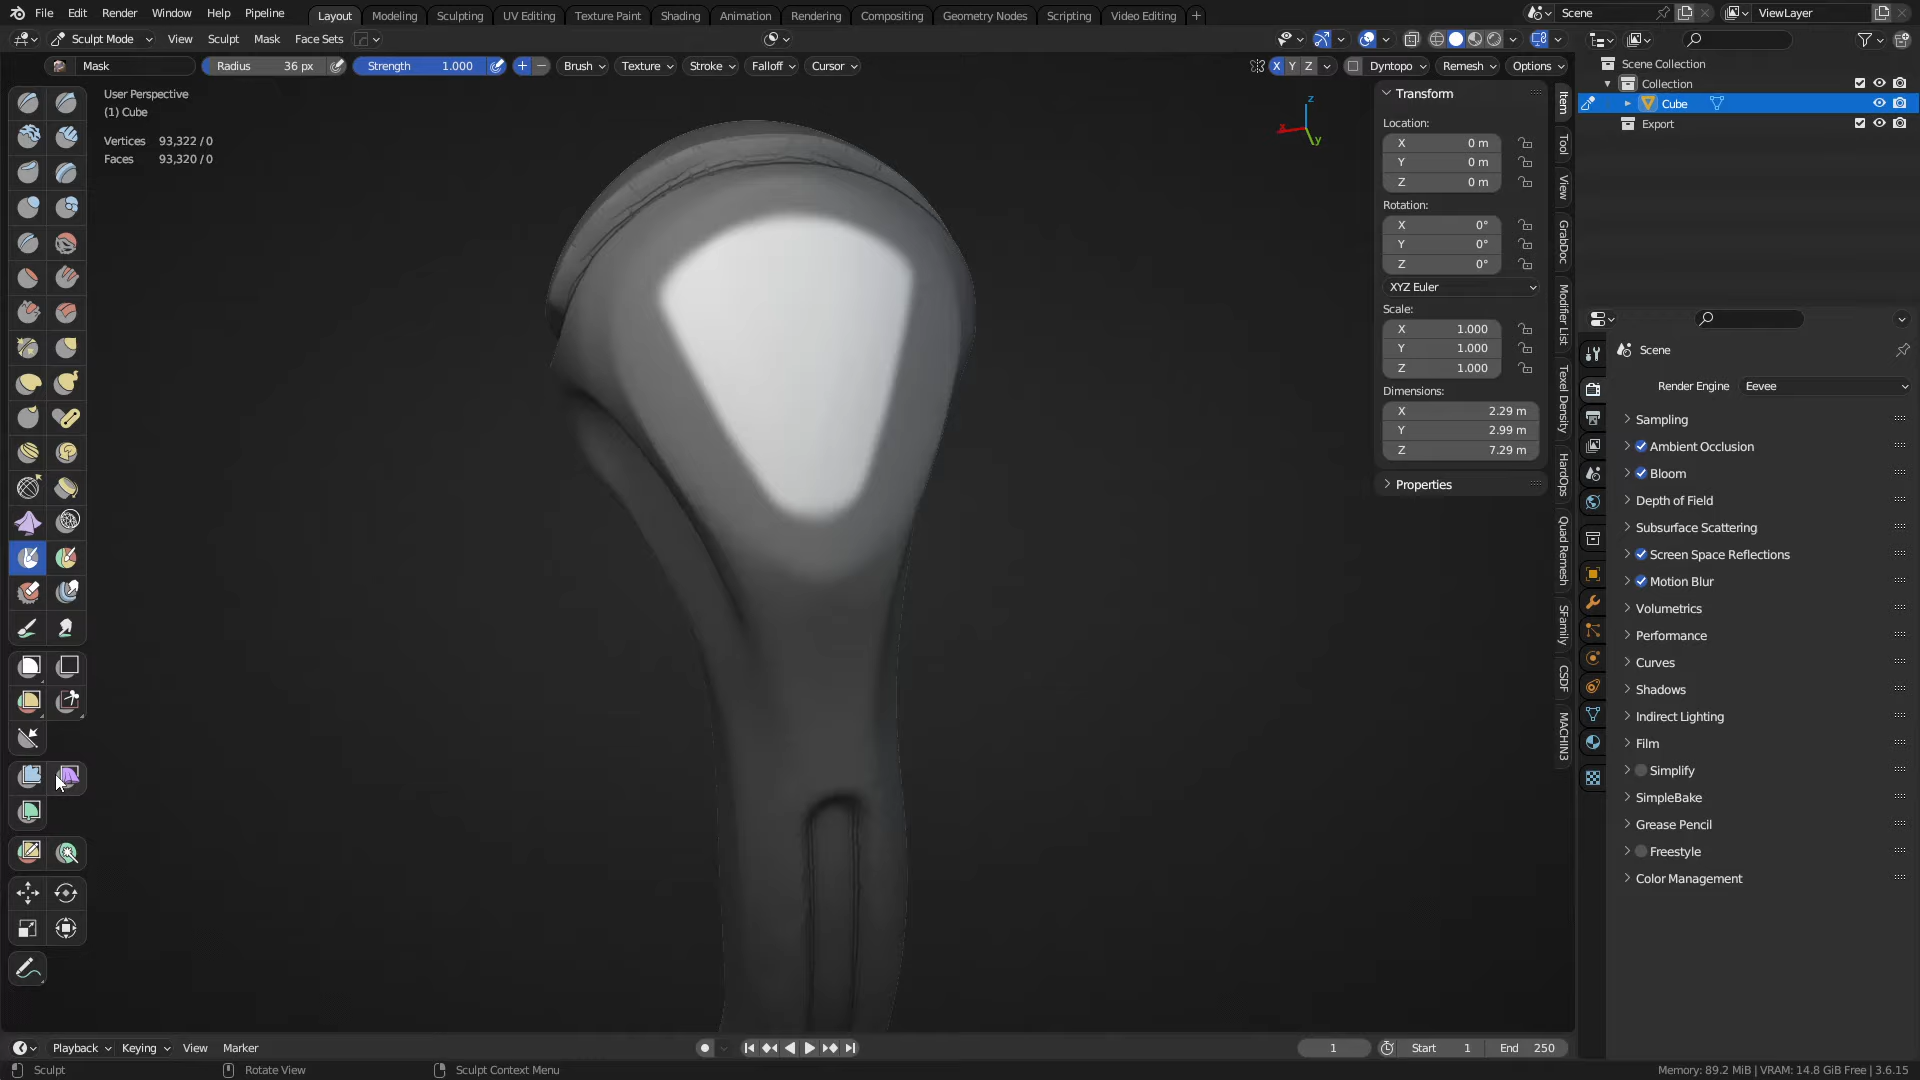 File Edit Render Window Help Pipeline Layout Modeling Sculpting UV Editing Texture Paint Shading Animation Rendering Compositing Geometry Nodes Scripting Video Editing + Scene ViewLayer
Sculpt Mode View Sculpt Mask Face Sets
Mask Radius 36 px Strength 1.000 Brush Texture Stroke Falloff Cursor X Y Z Dyntopo Remesh Options
User Perspective
(1) Cube
Vertices 93,322 / 0
Faces 93,320 / 0
Z
X
Y
Transform
Location:
X 0 m
Y 0 m
Z 0 m
Rotation:
X 0°
Y 0°
Z 0°
XYZ Euler
Scale:
X 1.000
Y 1.000
Z 1.000
Dimensions:
X 2.29 m
Y 2.99 m
Z 7.29 m
Properties
Item
Tool
View
GrabDoc
Modifier List
Texel Density
HardOps
Quad Remesh
SFamily
CSDF
MACHIN3
Scene Collection
Collection
Cube
Export
Scene
Render Engine Eevee
Sampling
Ambient Occlusion
Bloom
Depth of Field
Subsurface Scattering
Screen Space Reflections
Motion Blur
Volumetrics
Performance
Curves
Shadows
Indirect Lighting
Film
Simplify
SimpleBake
Grease Pencil
Freestyle
Color Management
Playback Keying View Marker 1 Start 1 End 250
Sculpt Rotate View Sculpt Context Menu Memory: 89.2 MiB | VRAM: 14.8 GiB Free | 3.6.15